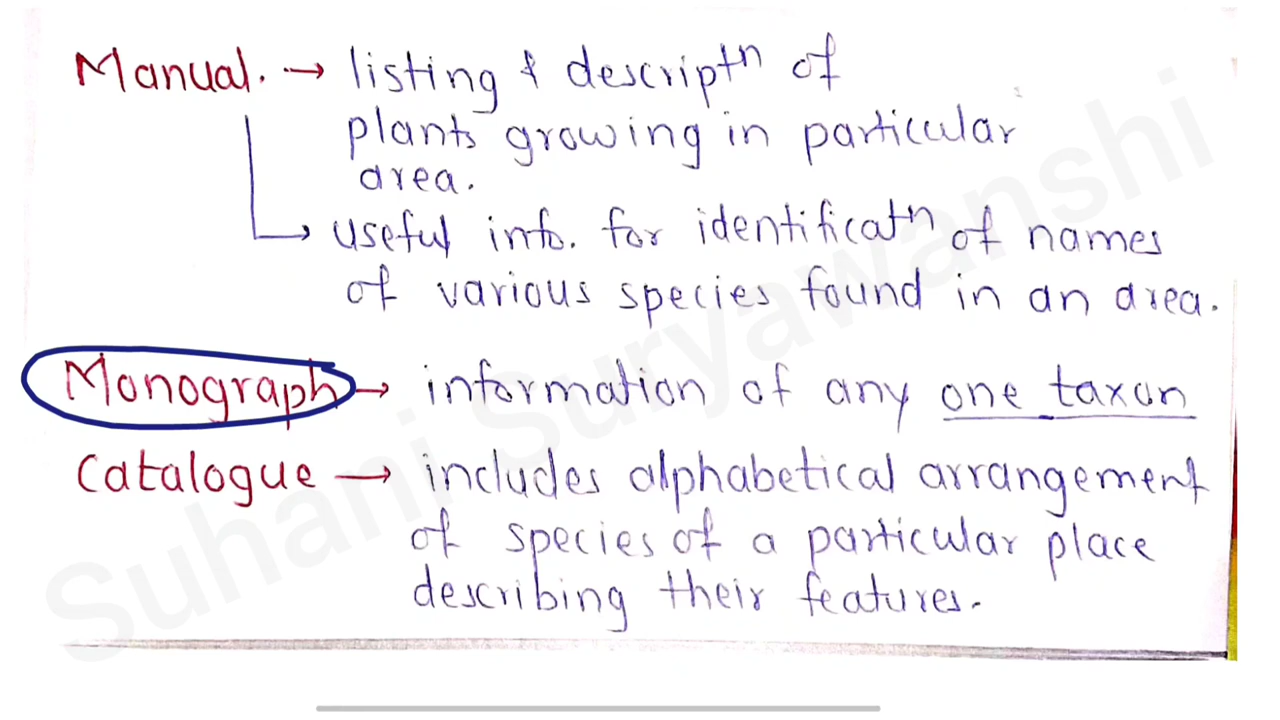 Manual. → listing & descriptⁿ of
plants growing in particular
area.
→ useful info. for identificatⁿ of names
of various species found in an area.
Monograph → information of any one taxon
Catalogue → includes alphabetical arrangement
of species of a particular place
describing their features.
Suhani Suryawanshi